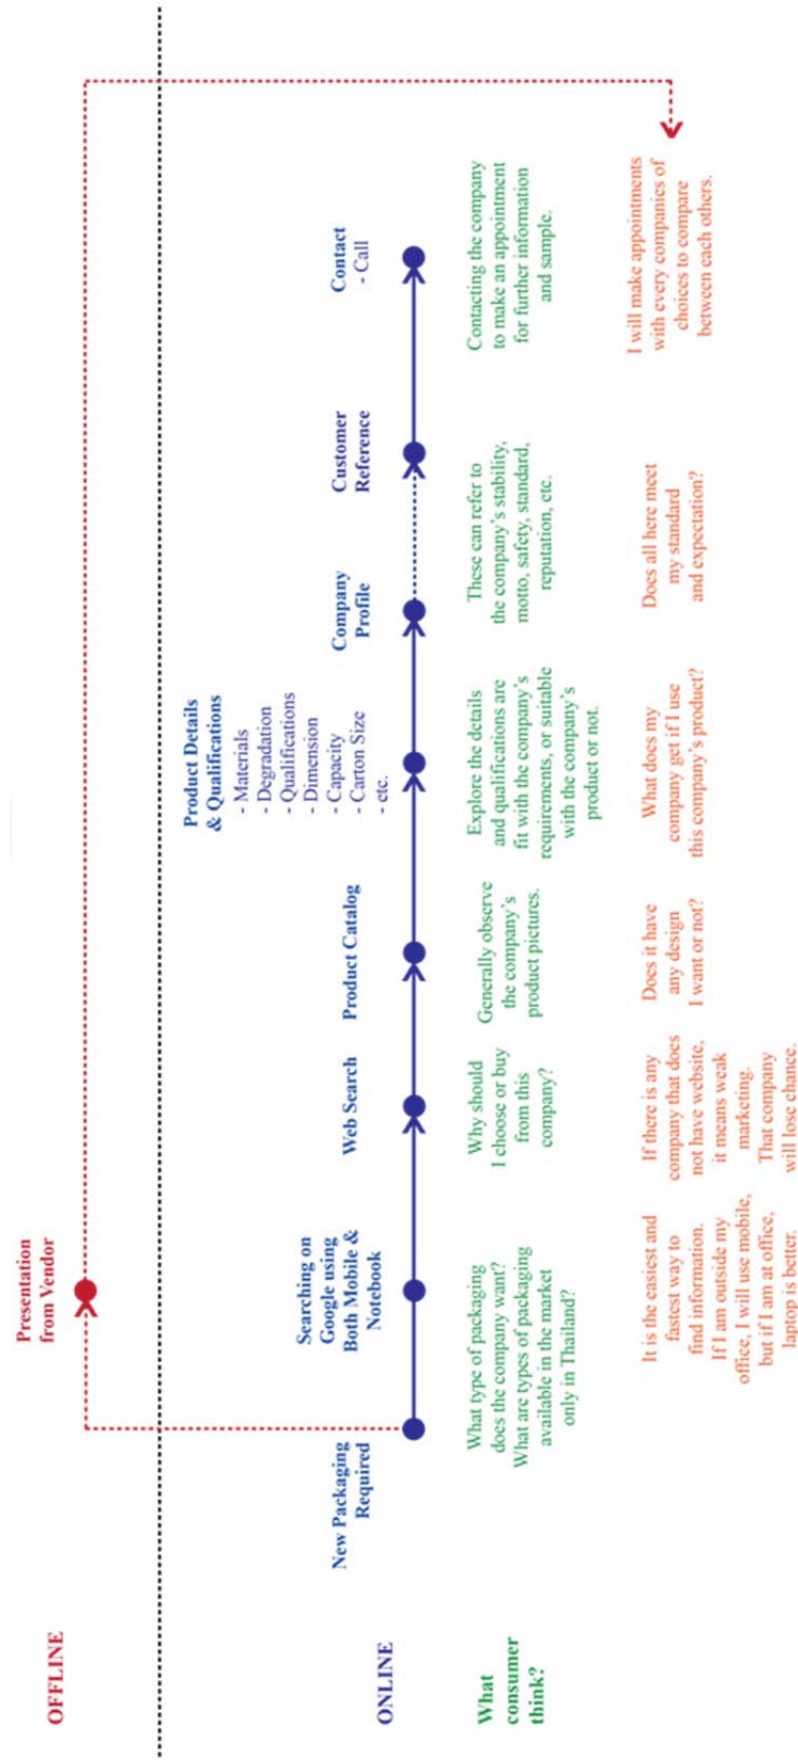 OFFLINE
Presentation
from Vendor
ONLINE
New Packaging
Required
Searching on
Google using
Both Mobile &
Notebook
Web Search
Product Catalog
Product Details
& Qualifications
- Materials
- Degradation
- Qualifications
- Dimension
- Capacity
- Carton Size
- etc.
Company
Profile
Customer
Reference
Contact
- Call
What
consumer
think?
What type of packaging
does the company want?
What are types of packaging
available in the market
only in Thailand?
Why should
I choose or buy
from this
company?
Generally observe
the company's
product pictures.
Explore the details
and qualifications are
fit with the company's
requirements, or suitable
with the company's
product or not.
These can refer to
the company's stability,
motto, safety, standard,
reputation, etc.
Contacting the company
to make an appointment
for further information
and sample.
It is the easiest and
fastest way to
find information.
If I am outside my
office, I will use mobile,
but if I am at office,
laptop is better.
If there is any
company that does
not have website,
it means weak
marketing.
That company
will lose chance.
Does it have
any design
I want or not?
What does my
company get if I use
this company's product?
Does all here meet
my standard
and expectation?
I will make appointments
with every companies of
choices to compare
between each others.